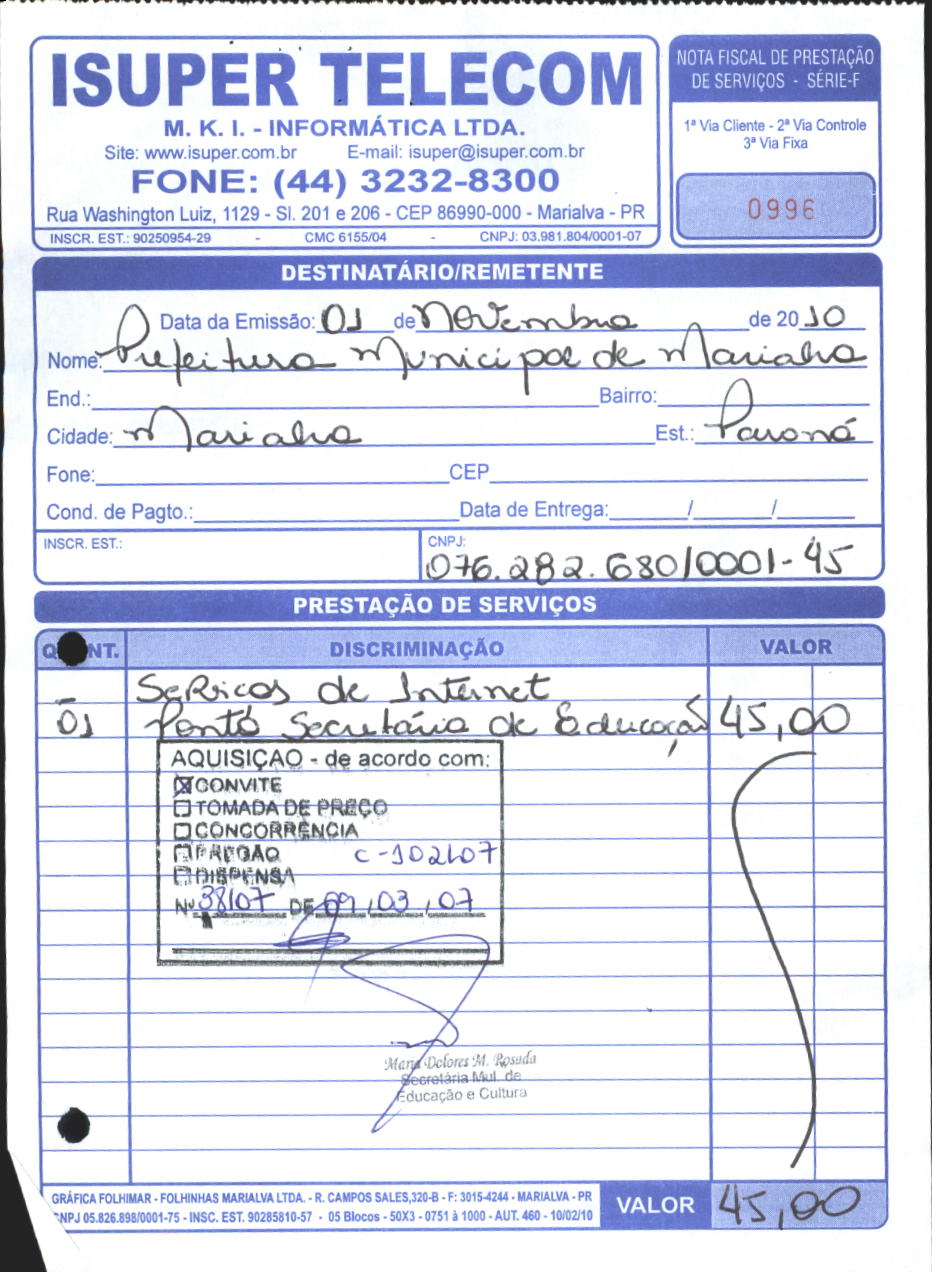 ISUPER TELECOM
M. K. I. - INFORMÁTICA LTDA.
Site: www.isuper.com.br E-mail: isuper@isuper.com.br
FONE: (44) 3232-8300
Rua Washington Luiz, 1129 - Sl. 201 e 206 - CEP 86990-000 - Marialva - PR
INSCR. EST.: 90250954-29 - CMC 6155/04 - CNPJ: 03.981.804/0001-07
NOTA FISCAL DE PRESTAÇÃO
DE SERVIÇOS - SÉRIE-F
1ª Via Cliente - 2ª Via Controle
3ª Via Fixa
0996
DESTINATÁRIO/REMETENTE
Data da Emissão: 01 de Novembro de 2010
Nome: Prefeitura Municipal de Marialva
End.: Bairro:
Cidade: Marialva Est.: Paraná
Fone: CEP
Cond. de Pagto.: Data de Entrega: / /
INSCR. EST.: CNPJ:
076.282.680/0001-45
PRESTAÇÃO DE SERVIÇOS
QUANT. DISCRIMINAÇÃO VALOR
Serviços de Internet
01 Ponto Secretária de Educação 45,00
AQUISIÇAO - de acordo com:
CONVITE
TOMADA DE PREÇO
CONCORRÊNCIA
PREGAO C-102107
DISPENSA
Nº 38107 DE 09/03/07
Maria Dolores M. Posada
Secretária Mul. de
Educação e Cultura
GRÁFICA FOLHIMAR - FOLHINHAS MARIALVA LTDA. - R. CAMPOS SALES,320-B - F: 3015-4244 - MARIALVA - PR
CNPJ 05.826.898/0001-75 - INSC. EST. 90285810-57 - 05 Blocos - 50X3 - 0751 à 1000 - AUT. 460 - 10/02/10
VALOR 45,00